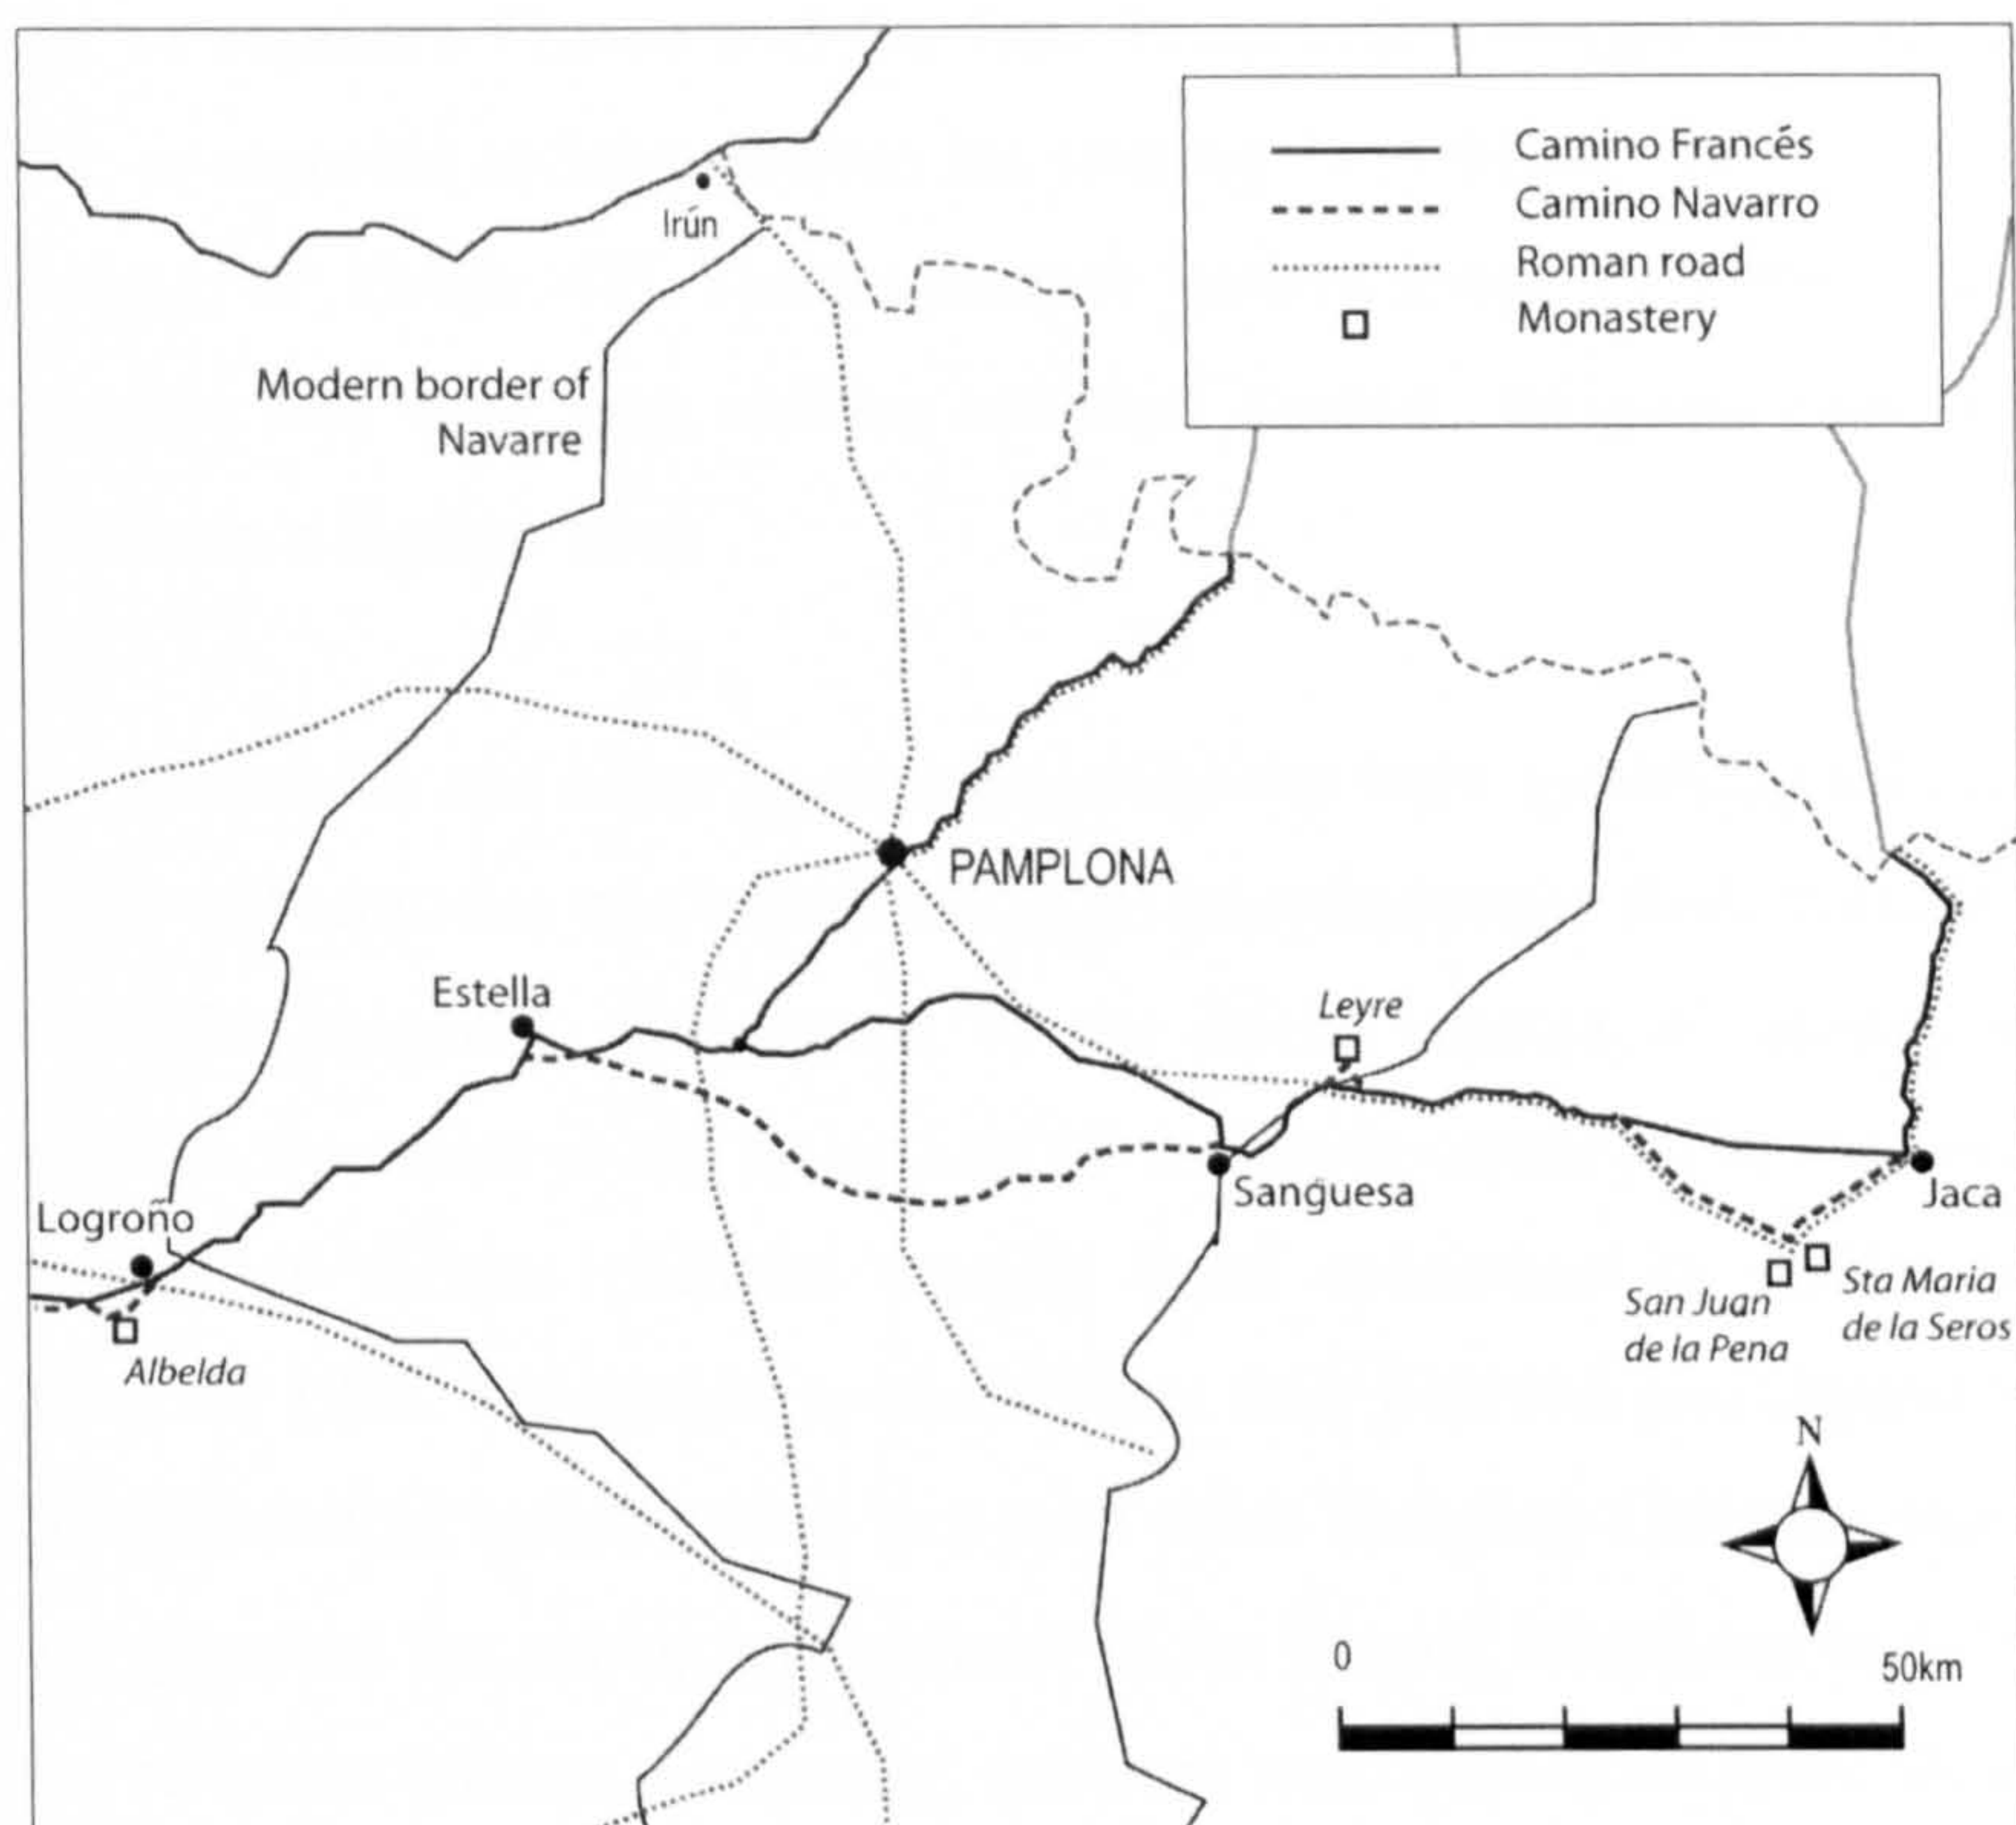 Camino Francés
Camino Navarro
Roman road
Monastery
Irún
Modern border of
Navarre
PAMPLONA
Estella
Leyre
Logroño
Sangüesa
Jaca
San Juan
de la Pena
Sta Maria
de la Seros
Albelda
N
0
50km